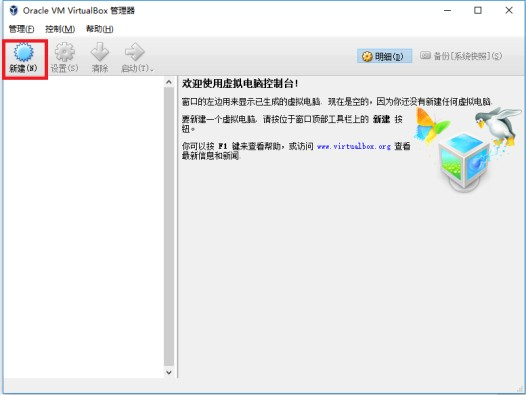 Oracle VM VirtualBox 管理器
管理(F) 控制(M) 帮助(H)
新建(N) 设置(S) 清除 启动(T)
明细(D) 备份[系统快照](S)
欢迎使用虚拟电脑控制台!
窗口的左边用来显示已生成的虚拟电脑. 现在是空的, 因为你还没有新建任何虚拟电脑.
要新建一个虚拟电脑, 请按位于窗口顶部工具栏上的 新建 按
钮。
你可以按 F1 键来查看帮助, 或访问 www.virtualbox.org 查看
最新信息和新闻.